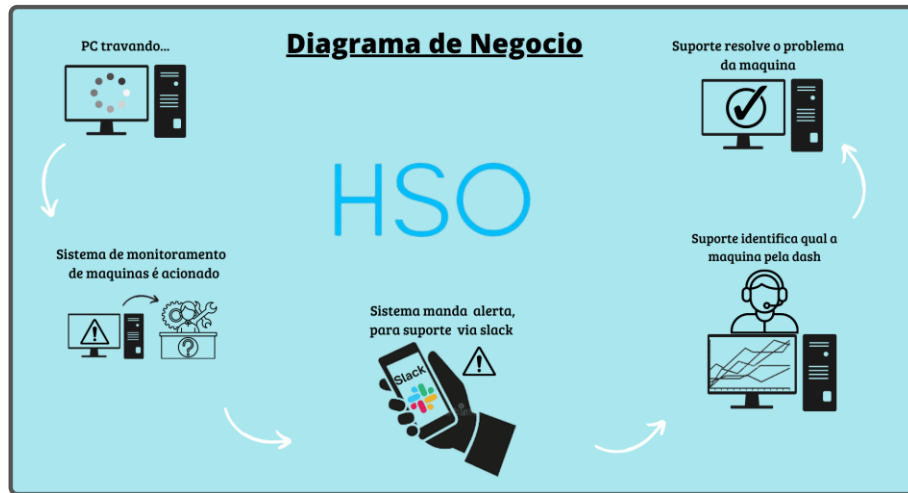 Diagrama de Negocio
PC travando...
Sistema de monitoramento
de maquinas é acionado
HSO
Sistema manda alerta,
para suporte via slack
Slack
Suporte identifica qual a
maquina pela dash
Suporte resolve o problema
da maquina
?